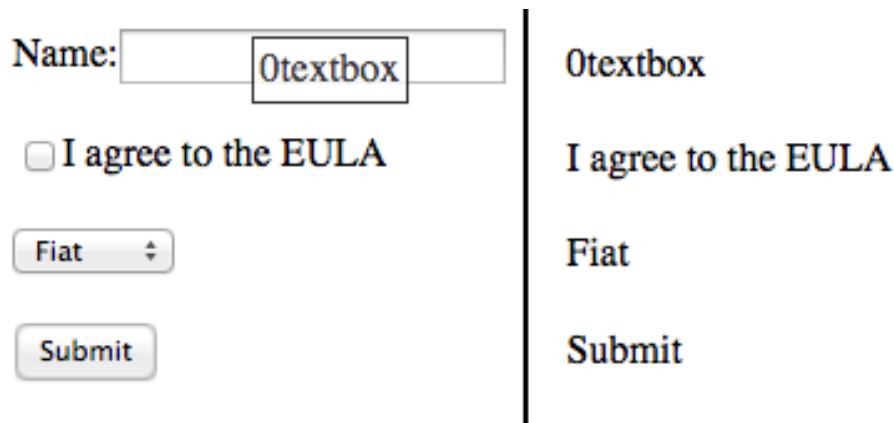 Name: 0textbox
I agree to the EULA
Fiat
Submit
0textbox
I agree to the EULA
Fiat
Submit